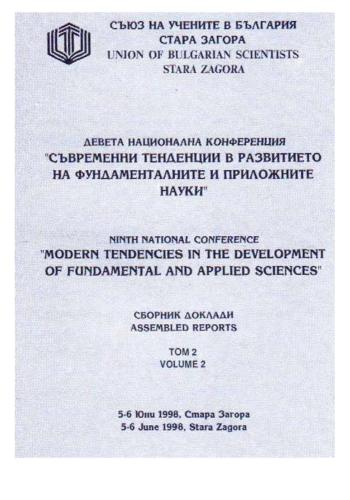 СЪЮЗ НА УЧЕНИТЕ В БЪЛГАРИЯ
СТАРА ЗАГОРА
UNION OF BULGARIAN SCIENTISTS
STARA ZAGORA
ДЕВЕТА НАЦИОНАЛНА КОНФЕРЕНЦИЯ
"СЪВРЕМЕННИ ТЕНДЕНЦИИ В РАЗВИТИЕТО
НА ФУНДАМЕНТАЛНИТЕ И ПРИЛОЖНИТЕ
НАУКИ"
NINTH NATIONAL CONFERENCE
"MODERN TENDENCIES IN THE DEVELOPMENT
OF FUNDAMENTAL AND APPLIED SCIENCES"
СБОРНИК ДОКЛАДИ
ASSEMBLED REPORTS
ТОМ 2
VOLUME 2
5-6 Юни 1998, Стара Загора
5-6 June 1998, Stara Zagora